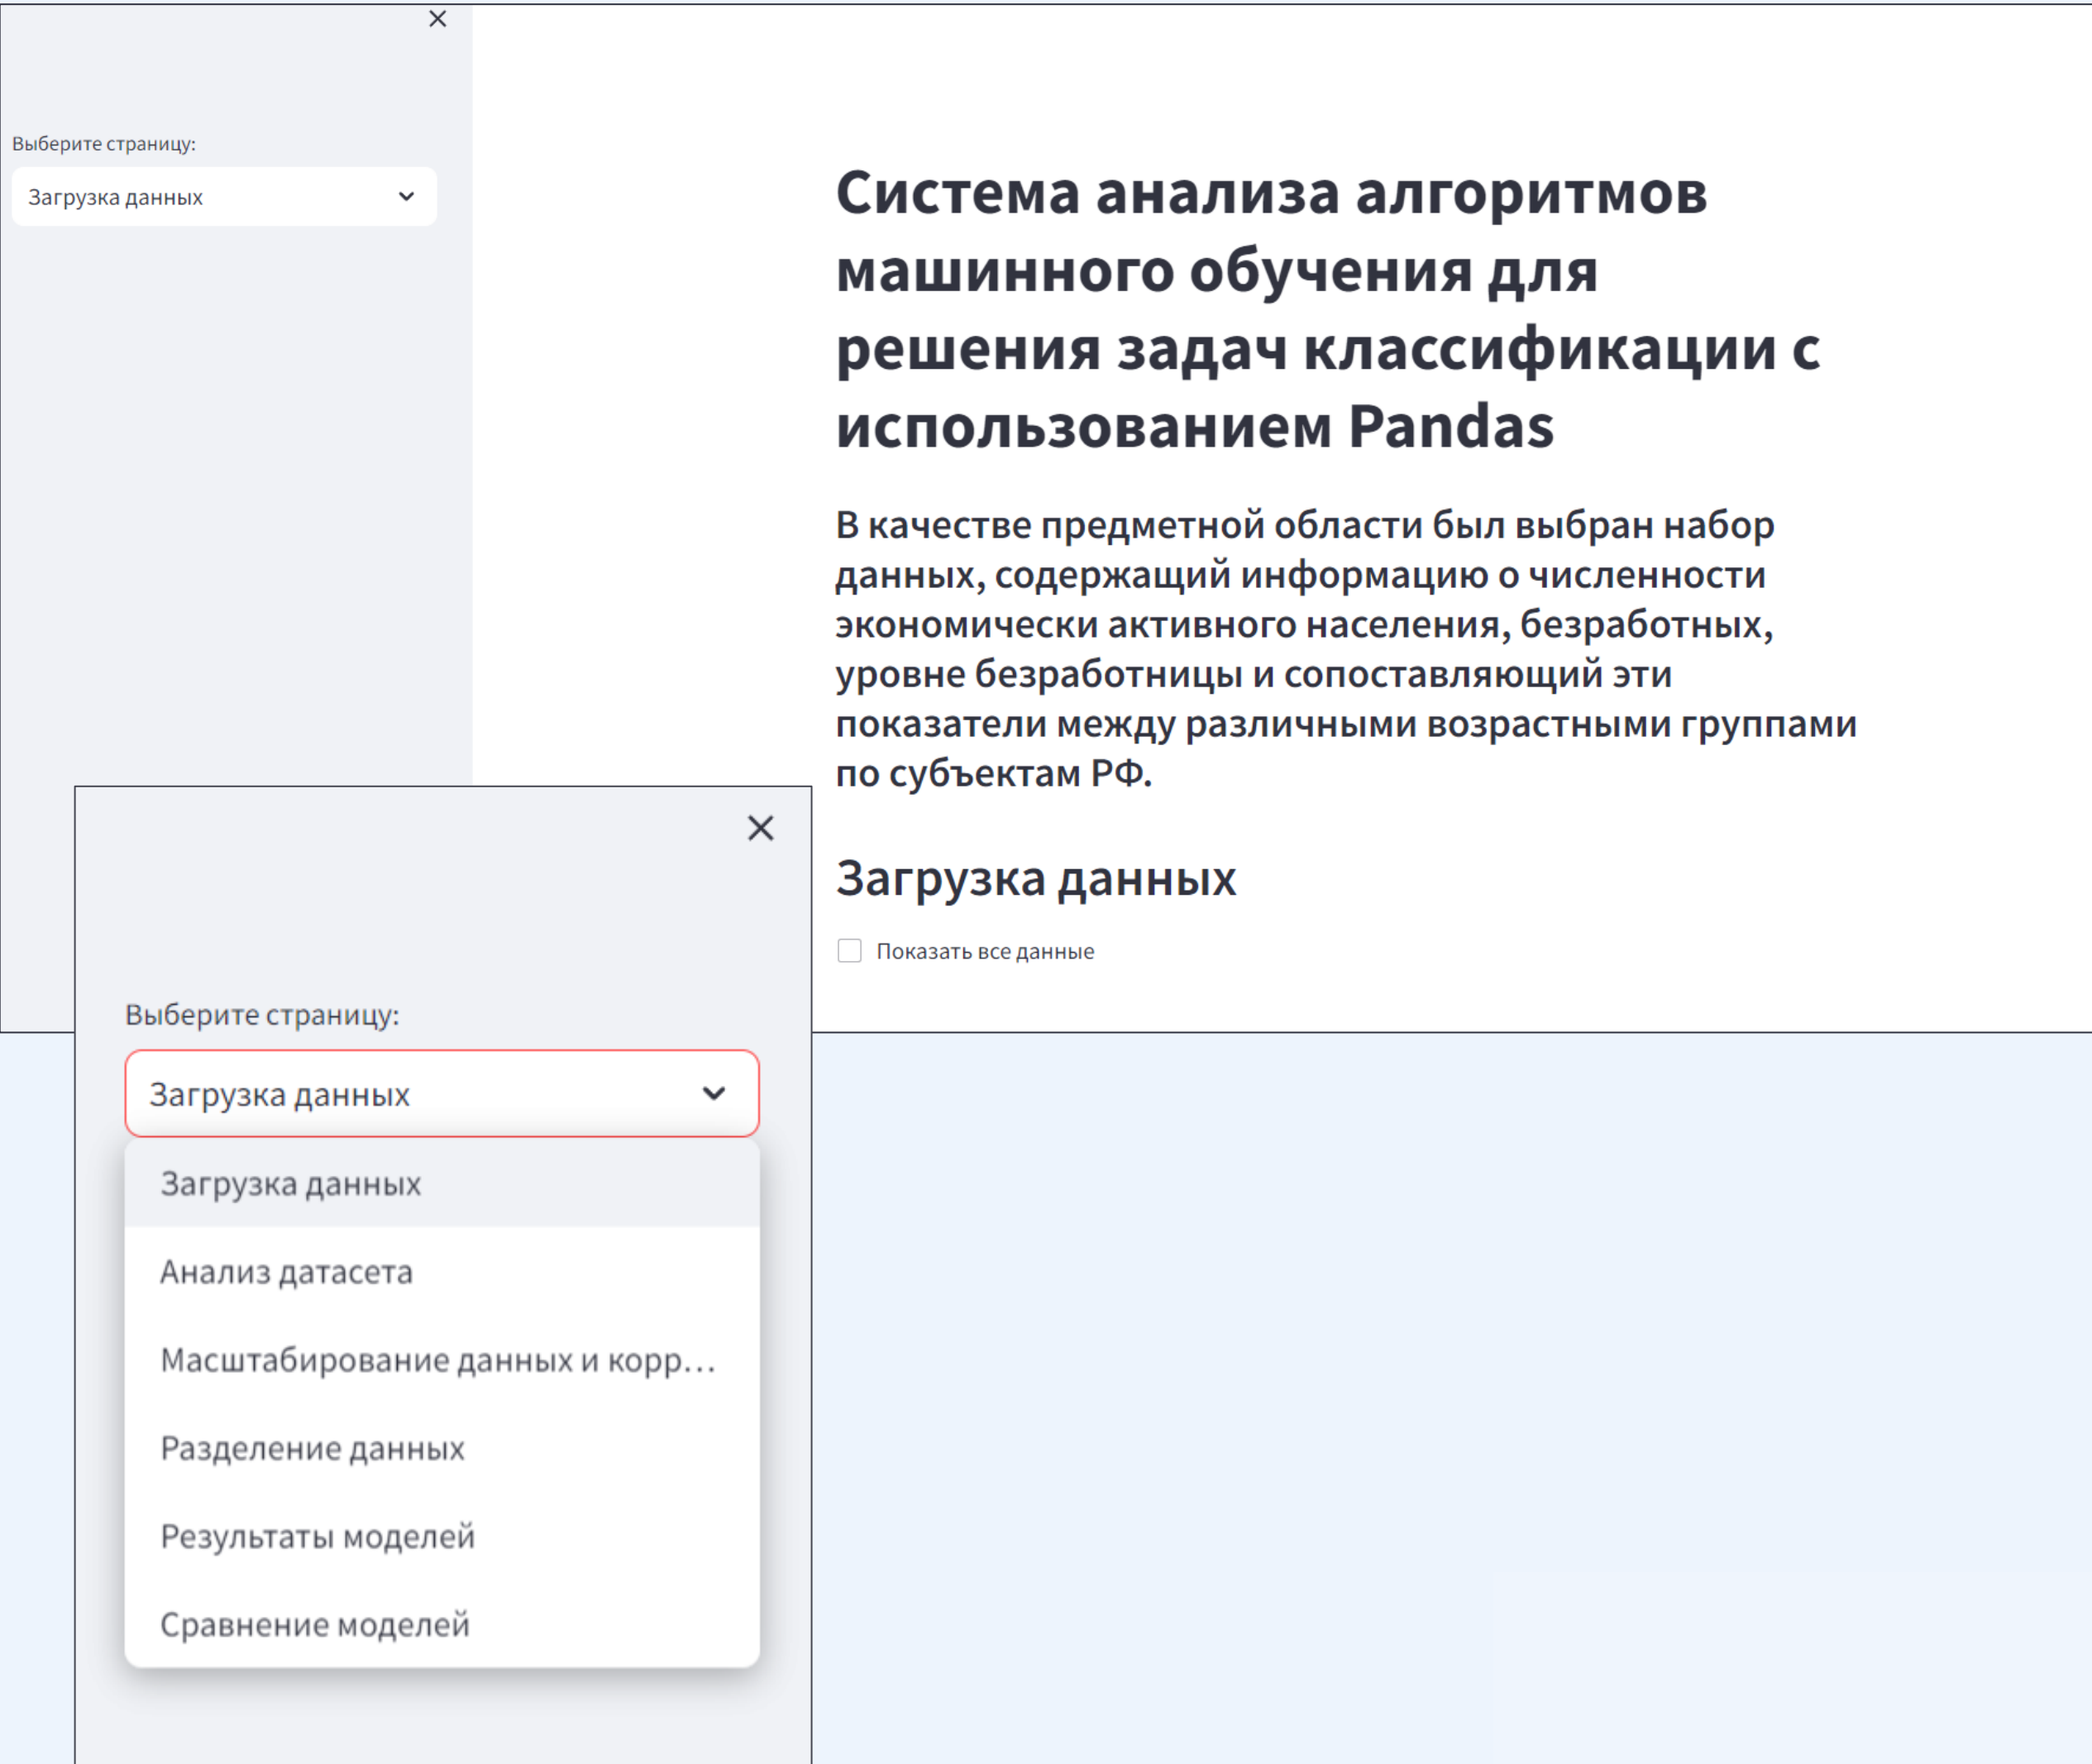 Выберите страницу:
Загрузка данных
Система анализа алгоритмов
машинного обучения для
решения задач классификации с
использованием Pandas
В качестве предметной области был выбран набор
данных, содержащий информацию о численности
экономически активного населения, безработных,
уровне безработицы и сопоставляющий эти
показатели между различными возрастными группами
по субъектам РФ.
Загрузка данных
Показать все данные
Выберите страницу:
Загрузка данных
Загрузка данных
Анализ датасета
Масштабирование данных и корр...
Разделение данных
Результаты моделей
Сравнение моделей